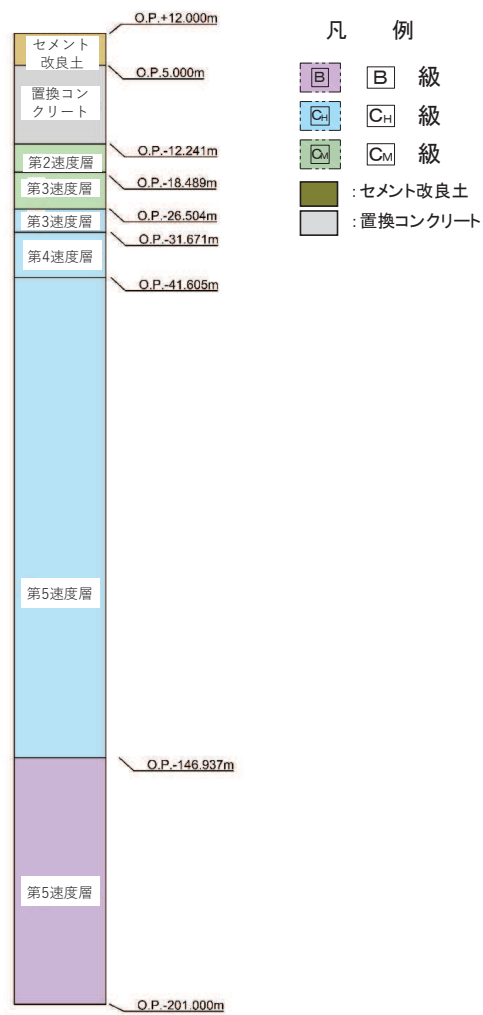 O.P.+12.000m
セメント
改良土
O.P.5.000m
置換コン
クリート
O.P.-12.241m
第2速度層
O.P.-18.489m
第3速度層
O.P.-26.504m
第3速度層
O.P.-31.671m
第4速度層
O.P.-41.605m
第5速度層
O.P.-146.937m
第5速度層
O.P.-201.000m
凡 例
B B 級
CH CH 級
CM CM 級
:セメント改良土
:置換コンクリート